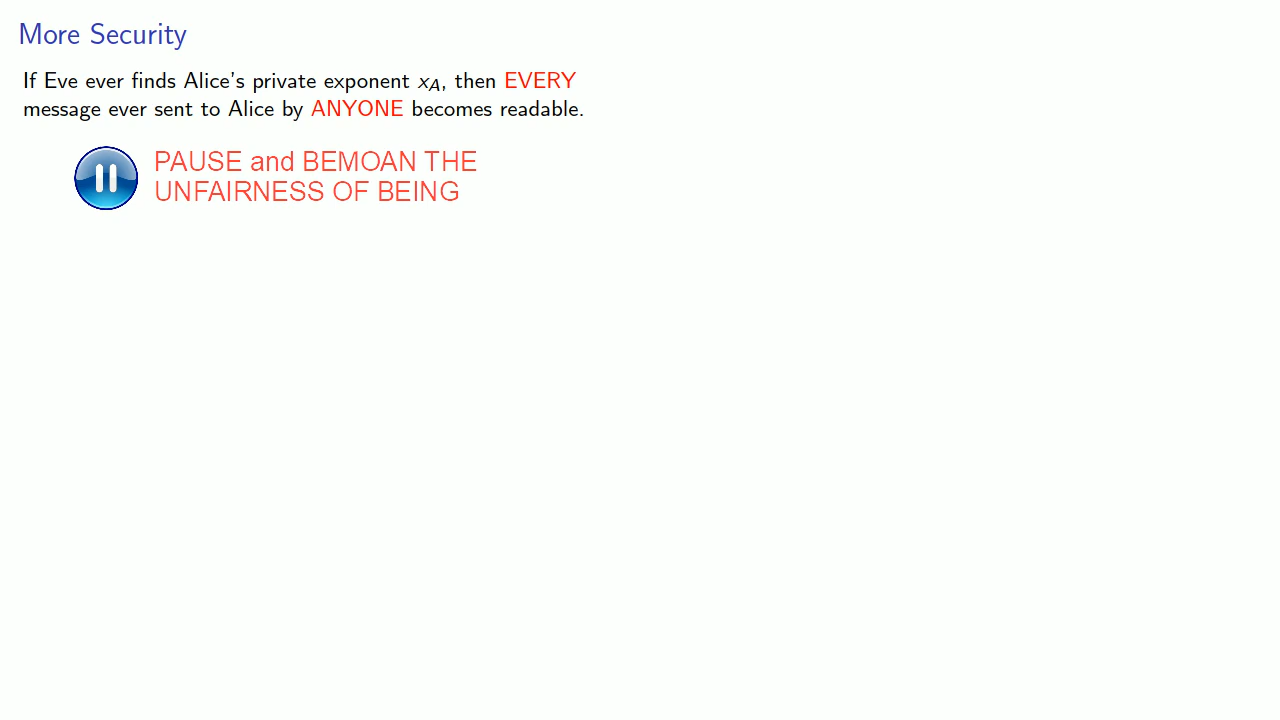 More Security
If Eve ever finds Alice's private exponent x_A, then EVERY
message ever sent to Alice by ANYONE becomes readable.
PAUSE and BEMOAN THE
UNFAIRNESS OF BEING